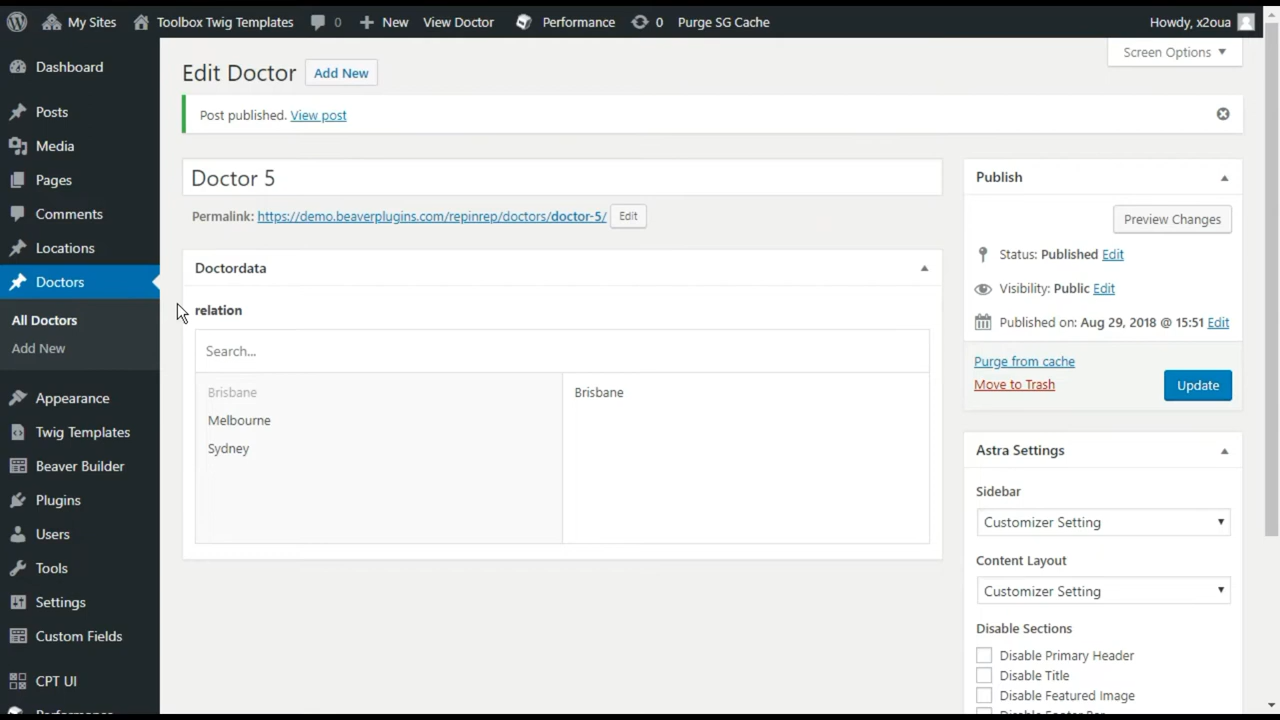 My Sites
Toolbox Twig Templates
0
New
View Doctor
Performance
0
Purge SG Cache
Howdy, x2oua
Dashboard
Posts
Media
Pages
Comments
Locations
Doctors
All Doctors
Add New
Appearance
Twig Templates
Beaver Builder
Plugins
Users
Tools
Settings
Custom Fields
CPT UI
Performance
Screen Options
Edit Doctor
Add New
Post published. View post
Doctor 5
Permalink: https://demo.beaverplugins.com/repinrep/doctors/doctor-5/ Edit
Doctordata
relation
Search...
Brisbane
Melbourne
Sydney
Brisbane
Publish
Preview Changes
Status: Published Edit
Visibility: Public Edit
Published on: Aug 29, 2018 @ 15:51 Edit
Purge from cache
Move to Trash
Update
Astra Settings
Sidebar
Customizer Setting
Content Layout
Customizer Setting
Disable Sections
Disable Primary Header
Disable Title
Disable Featured Image
Disable Footer Bar